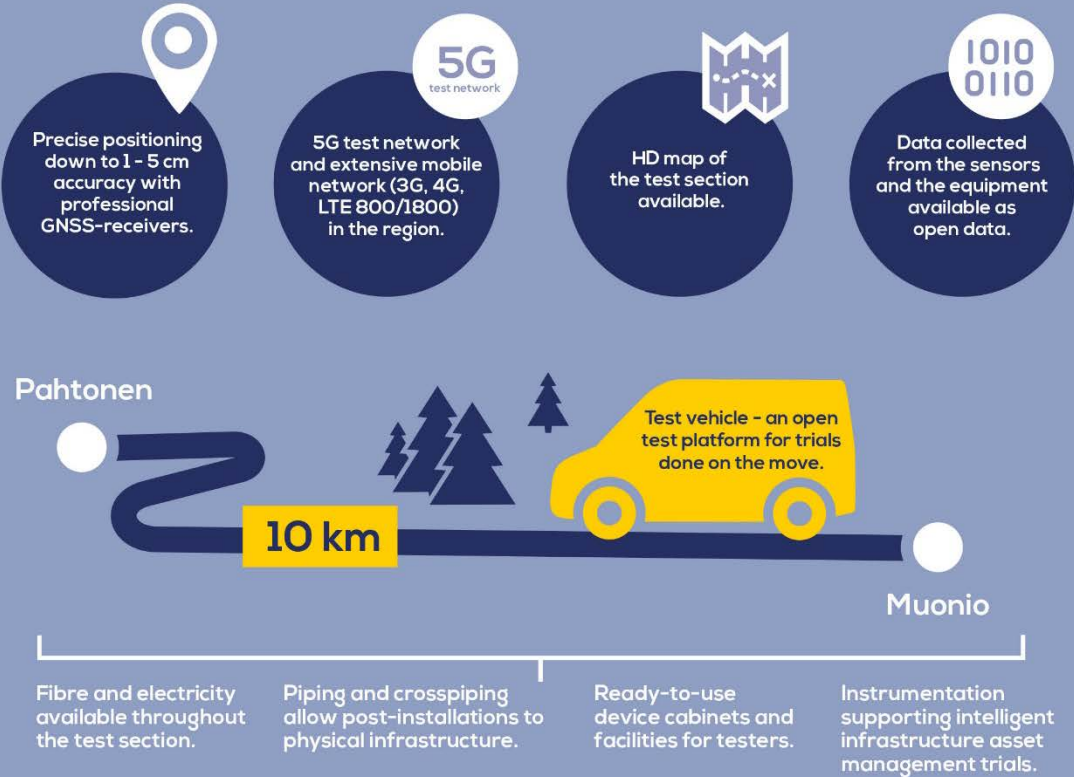 Precise positioning
down to 1 - 5 cm
accuracy with
professional
GNSS-receivers.
5G
test network
5G test network
and extensive mobile
network (3G, 4G,
LTE 800/1800)
in the region.
HD map of
the test section
available.
1010
0110
Data collected
from the sensors
and the equipment
available as
open data.
Pahtonen
Test vehicle - an open
test platform for trials
done on the move.
10 km
Muonio
Fibre and electricity
available throughout
the test section.
Piping and crosspiping
allow post-installations to
physical infrastructure.
Ready-to-use
device cabinets and
facilities for testers.
Instrumentation
supporting intelligent
infrastructure asset
management trials.